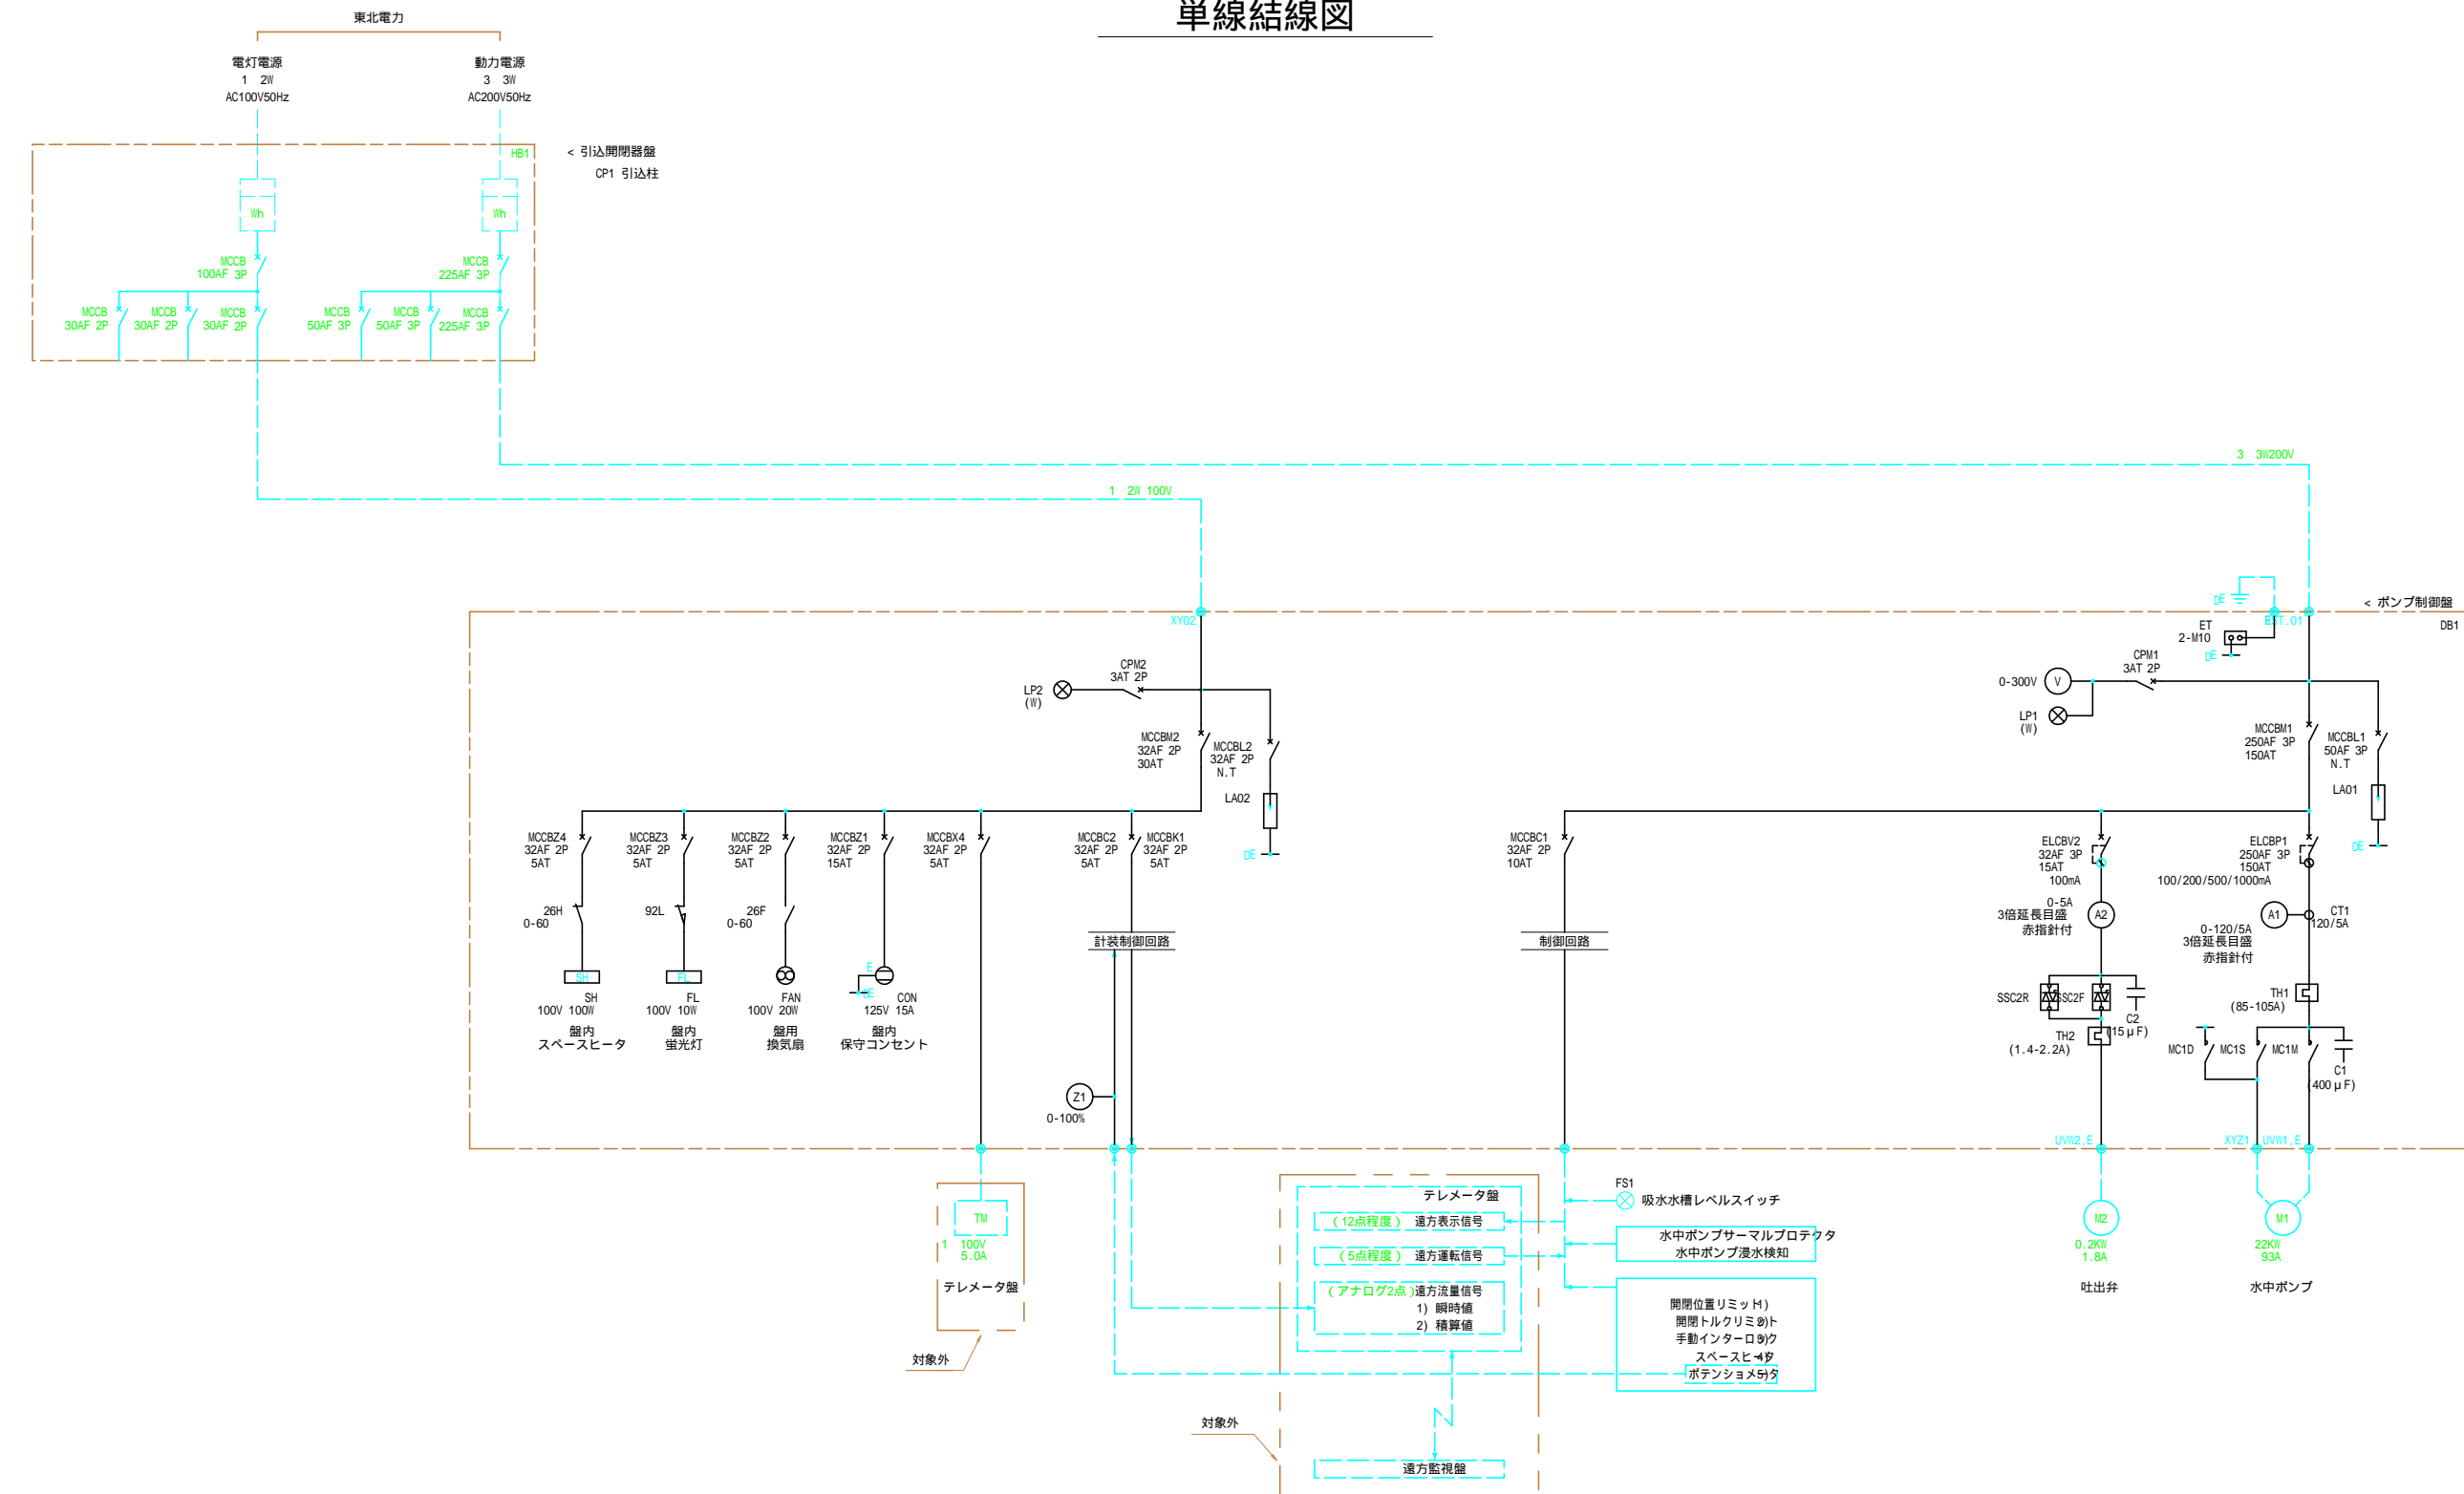 単線結線図
東北電力
電灯電源
1 2W
AC100V50Hz
動力電源
3 3W
AC200V50Hz
HB1
< 引込開閉器盤
CP1 引込柱
Wh
Wh
MCCB
100AF 3P
MCCB
225AF 3P
MCCB
30AF 2P
MCCB
30AF 2P
MCCB
30AF 2P
MCCB
50AF 3P
MCCB
50AF 3P
MCCB
225AF 3P
3 3W200V
1 2W 100V
< ポンプ制御盤
DB1
XY02
DE
EST.01
ET
2-M10
DE
CPM2
3AT 2P
LP2
(W)
CPM1
3AT 2P
0-300V
V
LP1
(W)
MCCBM2
32AF 2P
30AT
MCCBL2
32AF 2P
N.T
LA02
DE
MCCBM1
250AF 3P
150AT
MCCBL1
50AF 3P
N.T
LA01
DE
MCCBZ4
32AF 2P
5AT
MCCBZ3
32AF 2P
5AT
MCCBZ2
32AF 2P
5AT
MCCBZ1
32AF 2P
15AT
MCCBX4
32AF 2P
5AT
MCCBC2
32AF 2P
5AT
MCCBK1
32AF 2P
5AT
MCCBC1
32AF 2P
10AT
ELCBV2
32AF 3P
15AT
100mA
ELCBP1
250AF 3P
150AT
100/200/500/1000mA
26H
0-60
92L
26F
0-60
計装制御回路
制御回路
0-5A
3倍延長目盛
赤指針付
A2
A1
CT1
120/5A
0-120/5A
3倍延長目盛
赤指針付
SH
SH
100V 100W
盤内
スペースヒータ
FL
FL
100V 10W
盤内
蛍光灯
FAN
100V 20W
盤用
換気扇
E
DE
CON
125V 15A
盤内
保守コンセント
SSC2R
SSC2F
C2
(15μF)
TH2
(1.4-2.2A)
TH1
(85-105A)
MC1D
MC1S
MC1M
C1
(400μF)
Z1
0-100%
UVW2,E
XYZ1
UVW1,E
TM
1 100V
5.0A
テレメータ盤
対象外
テレメータ盤
(12点程度) 遠方表示信号
(5点程度) 遠方運転信号
(アナログ2点)遠方流量信号
1) 瞬時値
2) 積算値
対象外
遠方監視盤
FS1
吸水水槽レベルスイッチ
水中ポンプサーマルプロテクタ
水中ポンプ浸水検知
開閉位置リミット1)
開閉トルクリミット2)
手動インターロック3)
スペースヒータ4)
ポテンショメータ5)
M2
0.2KW
1.8A
吐出弁
M1
22KW
93A
水中ポンプ